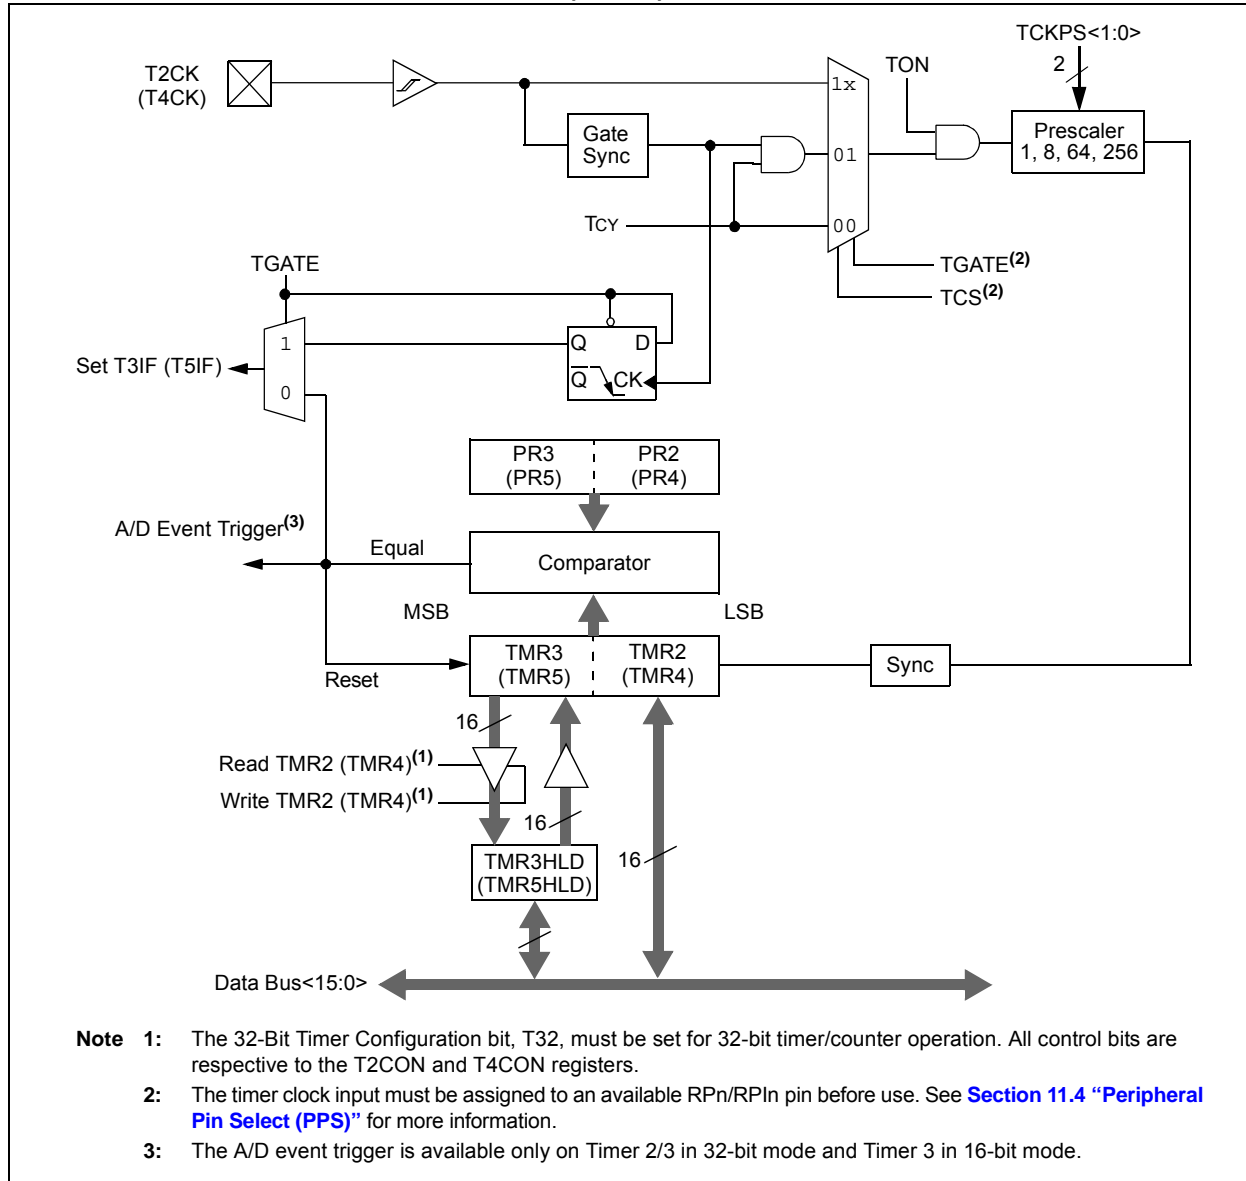 TCKPS<1:0>
2
T2CK
(T4CK)
TON
1x
Gate
Sync
01
Prescaler
1, 8, 64, 256
TCY
00
TGATE(2)
TCS(2)
TGATE
1
Q D
Set T3IF (T5IF)
0
Q CK
PR3
(PR5)
PR2
(PR4)
A/D Event Trigger(3)
Equal
Comparator
MSB
LSB
TMR3
(TMR5)
TMR2
(TMR4)
Sync
Reset
16
Read TMR2 (TMR4)(1)
Write TMR2 (TMR4)(1)
16
TMR3HLD
(TMR5HLD)
16
Data Bus<15:0>
Note 1: The 32-Bit Timer Configuration bit, T32, must be set for 32-bit timer/counter operation. All control bits are
respective to the T2CON and T4CON registers.
2: The timer clock input must be assigned to an available RPn/RPIn pin before use. See Section 11.4 “Peripheral
Pin Select (PPS)” for more information.
3: The A/D event trigger is available only on Timer 2/3 in 32-bit mode and Timer 3 in 16-bit mode.